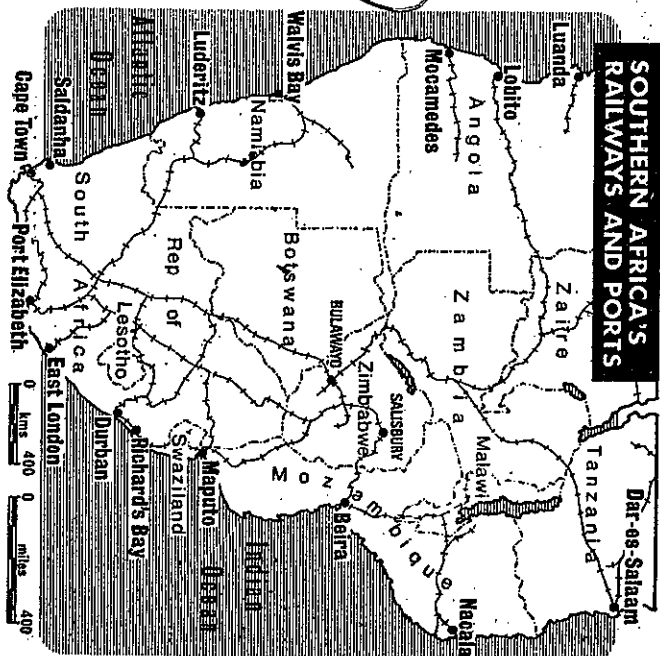 SOUTHERN AFRICA'S
RAILWAYS AND PORTS
Luanda
Lobito
Mocamedes
Walvis Bay
Luderitz
Atlantic
Ocean
Saldanha
Cape Town
Port Elizabeth
East London
Durban
Richard's Bay
Maputo
Beira
Nacala
Dar-es-Salaam
Indian
Ocean
Angola
Zaire
Tanzania
Zambia
Malawi
Namibia
Botswana
BULAWAYO
Zimbabwe
SALISBURY
Mozambique
Rep of
South
Africa
Lesotho
Swaziland
0 kms 400
0 miles 400